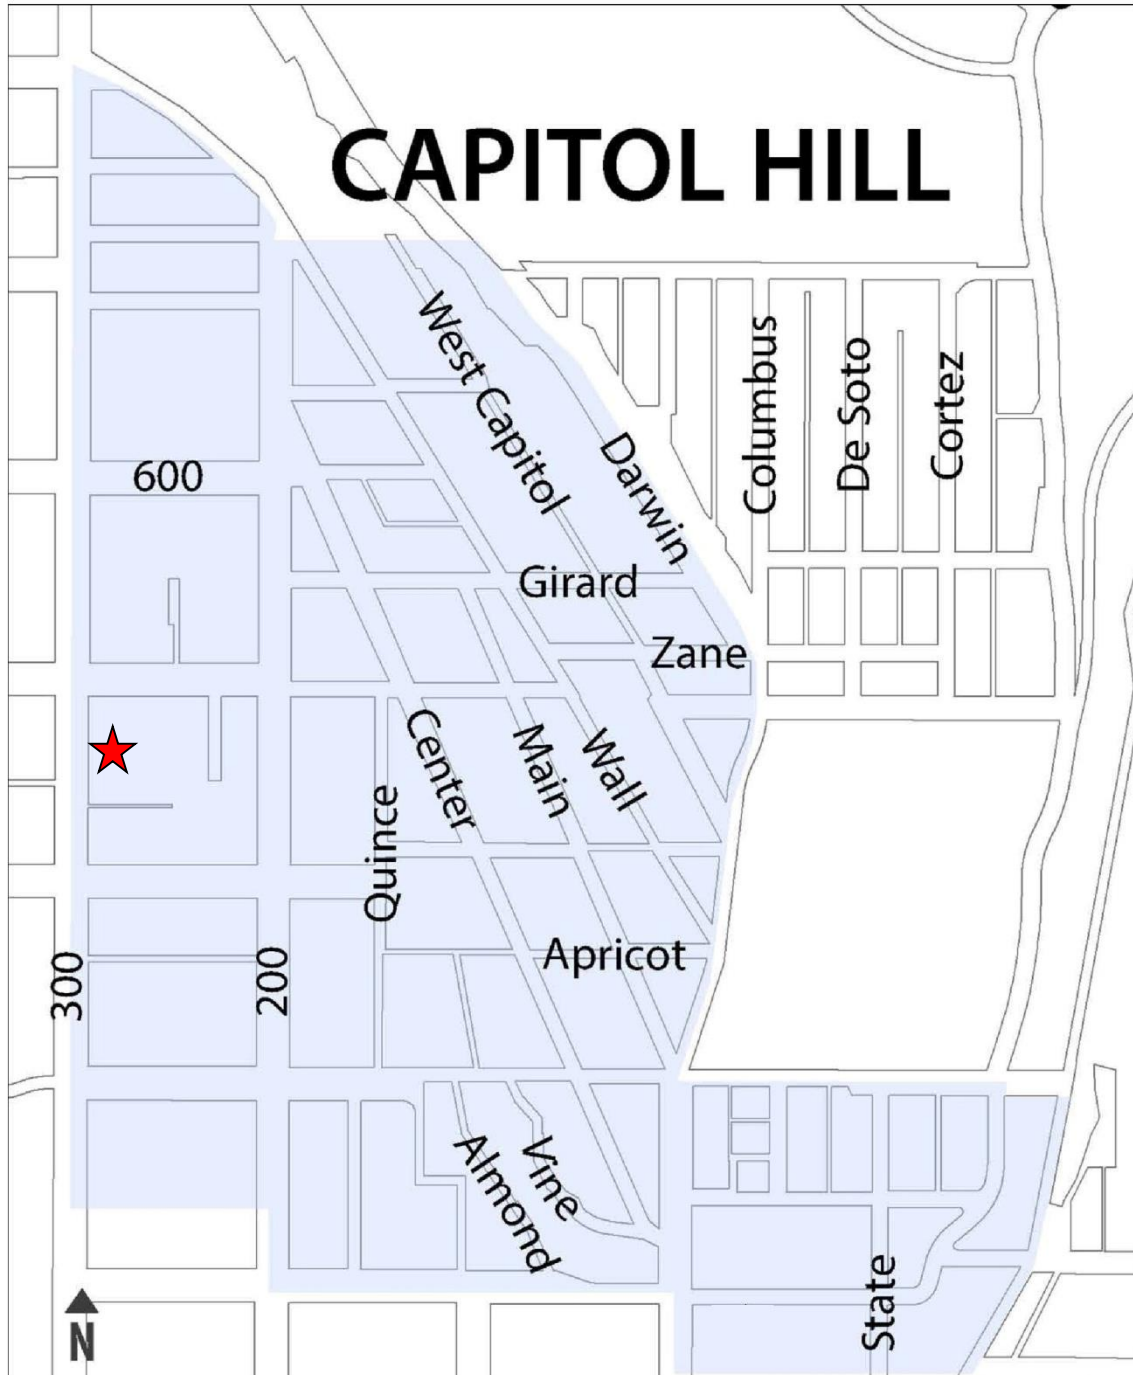 CAPITOL HILL
West Capitol
Columbus
De Soto
Cortez
600
Darwin
Girard
Zane
Center
Main
Wall
Quince
Apricot
300
200
Almond
Vine
State
N